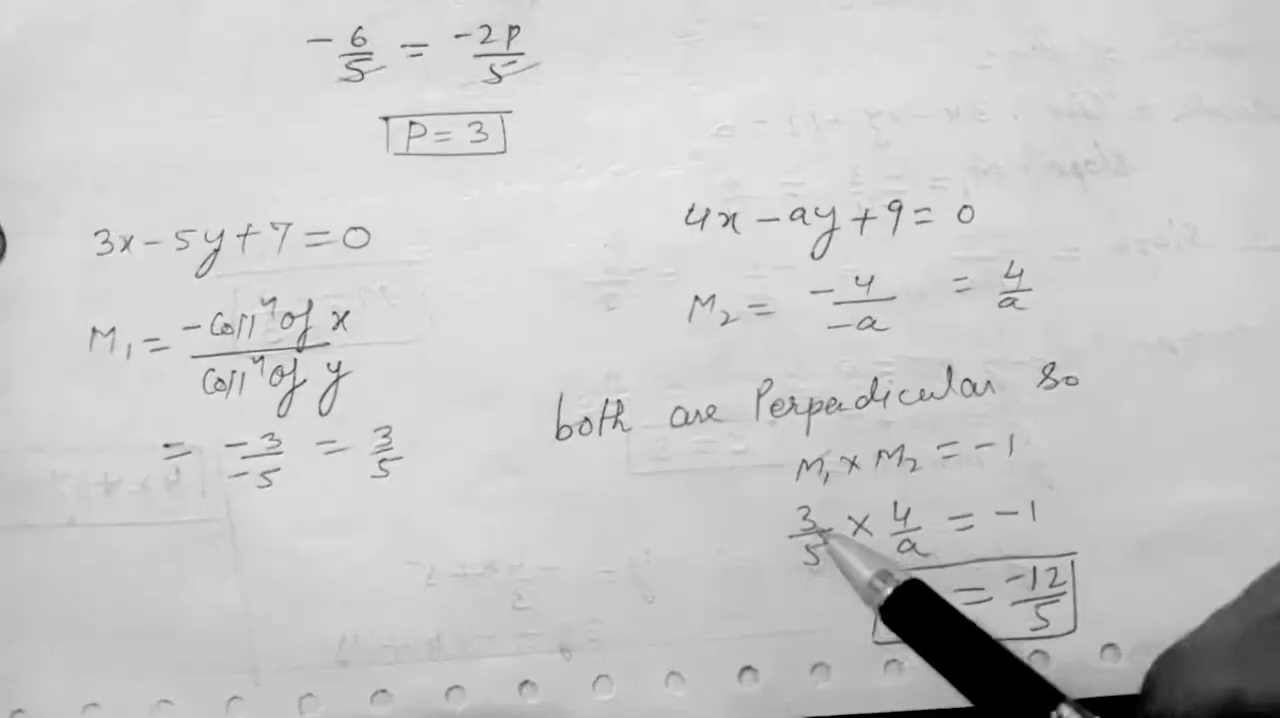 -6/5 = -2P/5
P = 3
3x - 5y + 7 = 0
M₁ = -coffⁿ of x / coffⁿ of y
= -3/-5 = 3/5
4x - ay + 9 = 0
M₂ = -4/-a = 4/a
both are Perpendicular so
M₁ × M₂ = -1
3/5 × 4/a = -1
= -12/5